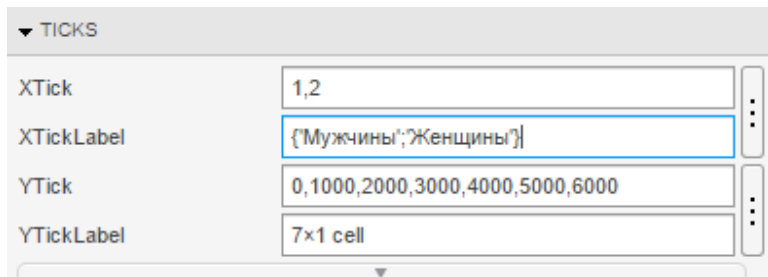 TICKS
XTick 1,2
XTickLabel {'Мужчины';'Женщины'}
YTick 0,1000,2000,3000,4000,5000,6000
YTickLabel 7×1 cell